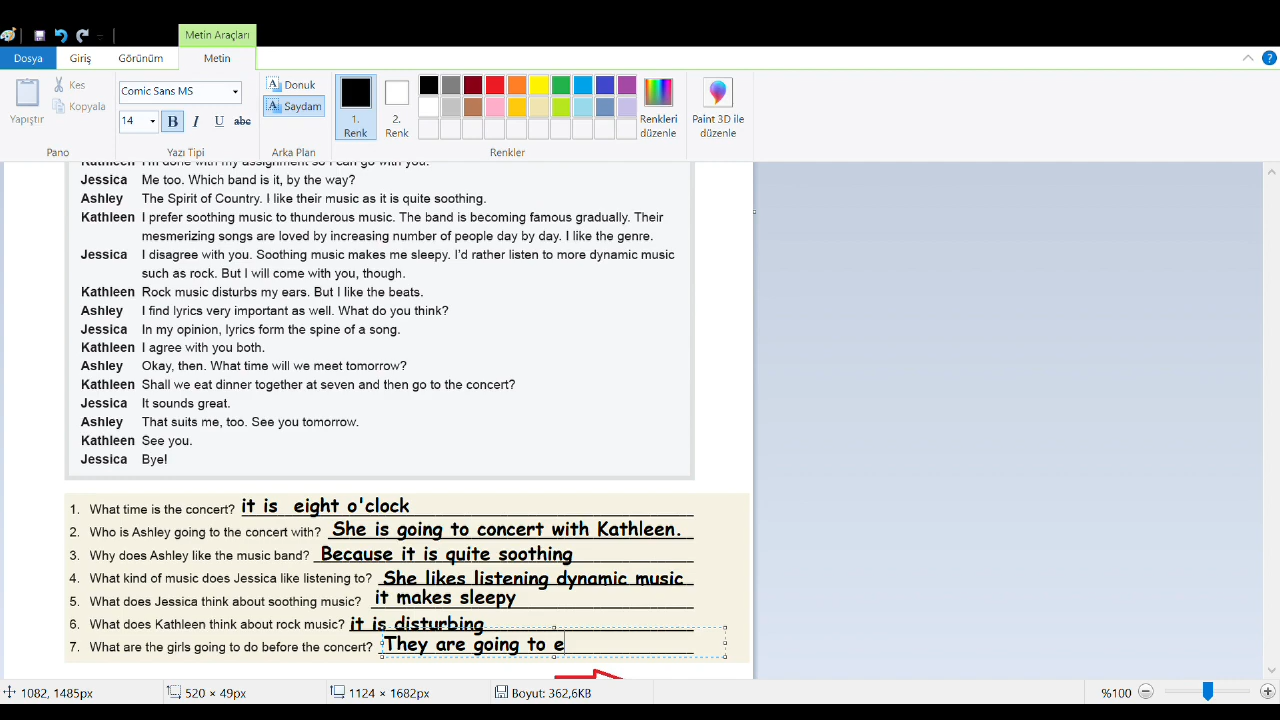 Metin Araçları
Dosya Giriş Görünüm Metin
Yapıştır Kes Kopyala
Comic Sans MS
14 B I U abc
Donuk
Saydam
1. Renk 2. Renk
Renkleri düzenle
Paint 3D ile düzenle
Pano Yazı Tipi Arka Plan Renkler
Kathleen I'm done with my assignment so I can go with you.
Jessica Me too. Which band is it, by the way?
Ashley The Spirit of Country. I like their music as it is quite soothing.
Kathleen I prefer soothing music to thunderous music. The band is becoming famous gradually. Their
mesmerizing songs are loved by increasing number of people day by day. I like the genre.
Jessica I disagree with you. Soothing music makes me sleepy. I'd rather listen to more dynamic music
such as rock. But I will come with you, though.
Kathleen Rock music disturbs my ears. But I like the beats.
Ashley I find lyrics very important as well. What do you think?
Jessica In my opinion, lyrics form the spine of a song.
Kathleen I agree with you both.
Ashley Okay, then. What time will we meet tomorrow?
Kathleen Shall we eat dinner together at seven and then go to the concert?
Jessica It sounds great.
Ashley That suits me, too. See you tomorrow.
Kathleen See you.
Jessica Bye!
1. What time is the concert? it is eight o'clock
2. Who is Ashley going to the concert with? She is going to concert with Kathleen.
3. Why does Ashley like the music band? Because it is quite soothing
4. What kind of music does Jessica like listening to? She likes listening dynamic music
5. What does Jessica think about soothing music? it makes sleepy
6. What does Kathleen think about rock music? it is disturbing
7. What are the girls going to do before the concert? They are going to e
1082, 1485px 520 × 49px 1124 × 1682px Boyut: 362,6KB %100